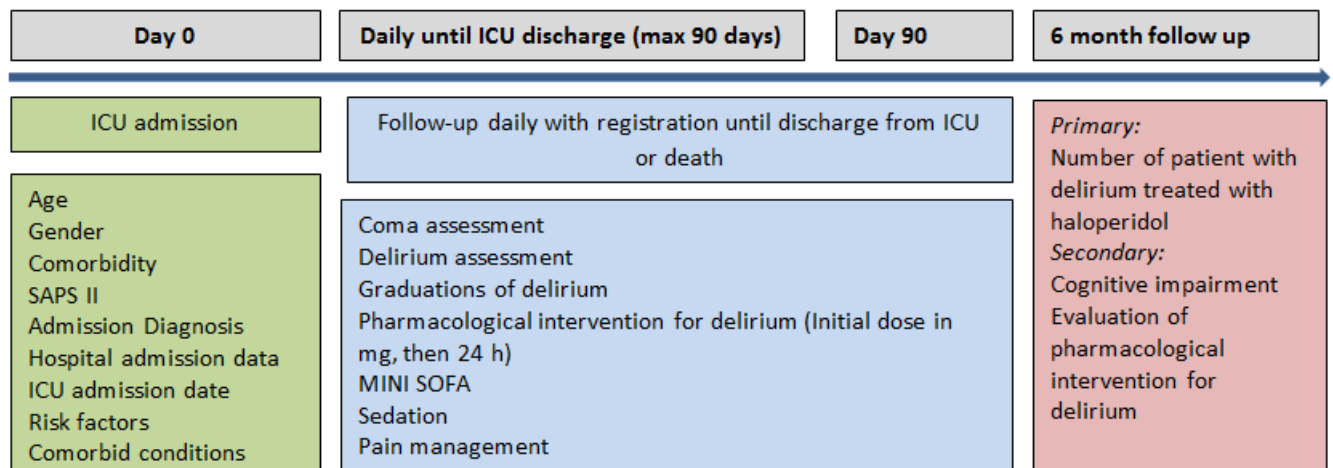 Day 0
Daily until ICU discharge (max 90 days)
Day 90
6 month follow up
ICU admission
Age
Gender
Comorbidity
SAPS II
Admission Diagnosis
Hospital admission data
ICU admission date
Risk factors
Comorbid conditions
Follow-up daily with registration until discharge from ICU
or death
Coma assessment
Delirium assessment
Graduations of delirium
Pharmacological intervention for delirium (Initial dose in
mg, then 24 h)
MINI SOFA
Sedation
Pain management
Primary:
Number of patient with
delirium treated with
haloperidol
Secondary:
Cognitive impairment
Evaluation of
pharmacological
intervention for
delirium